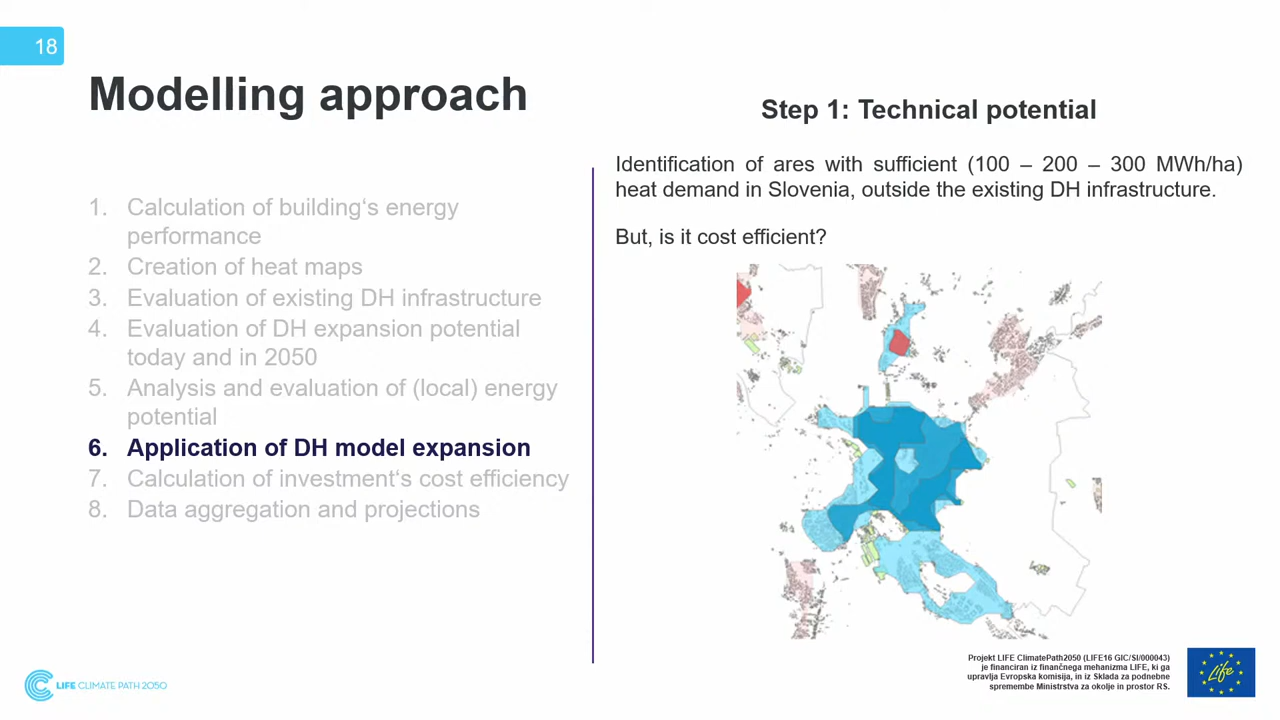 18
Modelling approach
1. Calculation of building‘s energy
performance
2. Creation of heat maps
3. Evaluation of existing DH infrastructure
4. Evaluation of DH expansion potential
today and in 2050
5. Analysis and evaluation of (local) energy
potential
6. Application of DH model expansion
7. Calculation of investment‘s cost efficiency
8. Data aggregation and projections
Step 1: Technical potential
Identification of ares with sufficient (100 – 200 – 300 MWh/ha)
heat demand in Slovenia, outside the existing DH infrastructure.
But, is it cost efficient?
LIFE CLIMATE PATH 2050
Projekt LIFE ClimatePath2050 (LIFE16 GIC/SI/000043)
je financiran iz finančnega mehanizma LIFE, ki ga
upravlja Evropska komisija, in iz Sklada za podnebne
spremembe Ministrstva za okolje in prostor RS.
Life